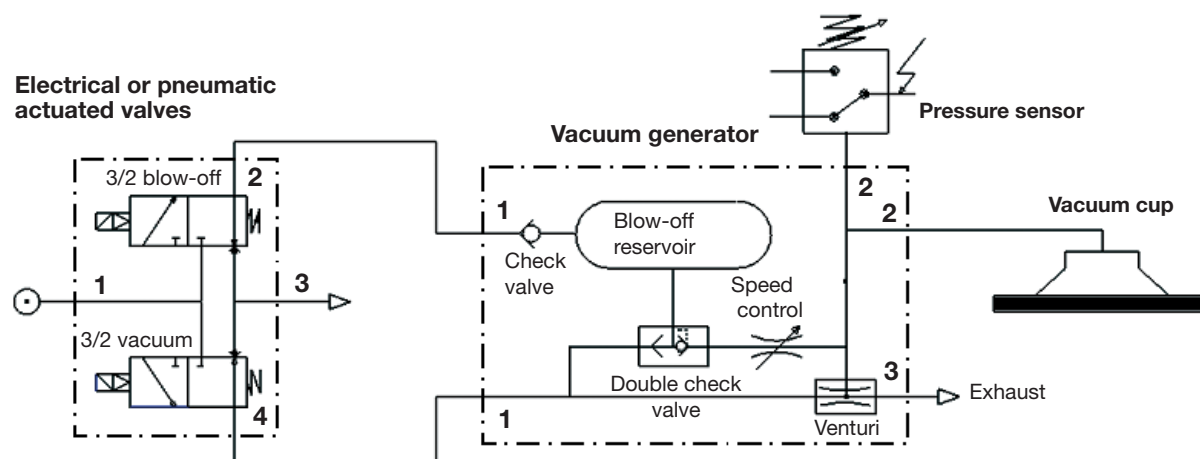 Electrical or pneumatic
actuated valves
3/2 blow-off
2
1
3
3/2 vacuum
4
Vacuum generator
Pressure sensor
2
2
Vacuum cup
1
Blow-off
reservoir
Check
valve
Speed
control
Double check
valve
1
3
Exhaust
Venturi